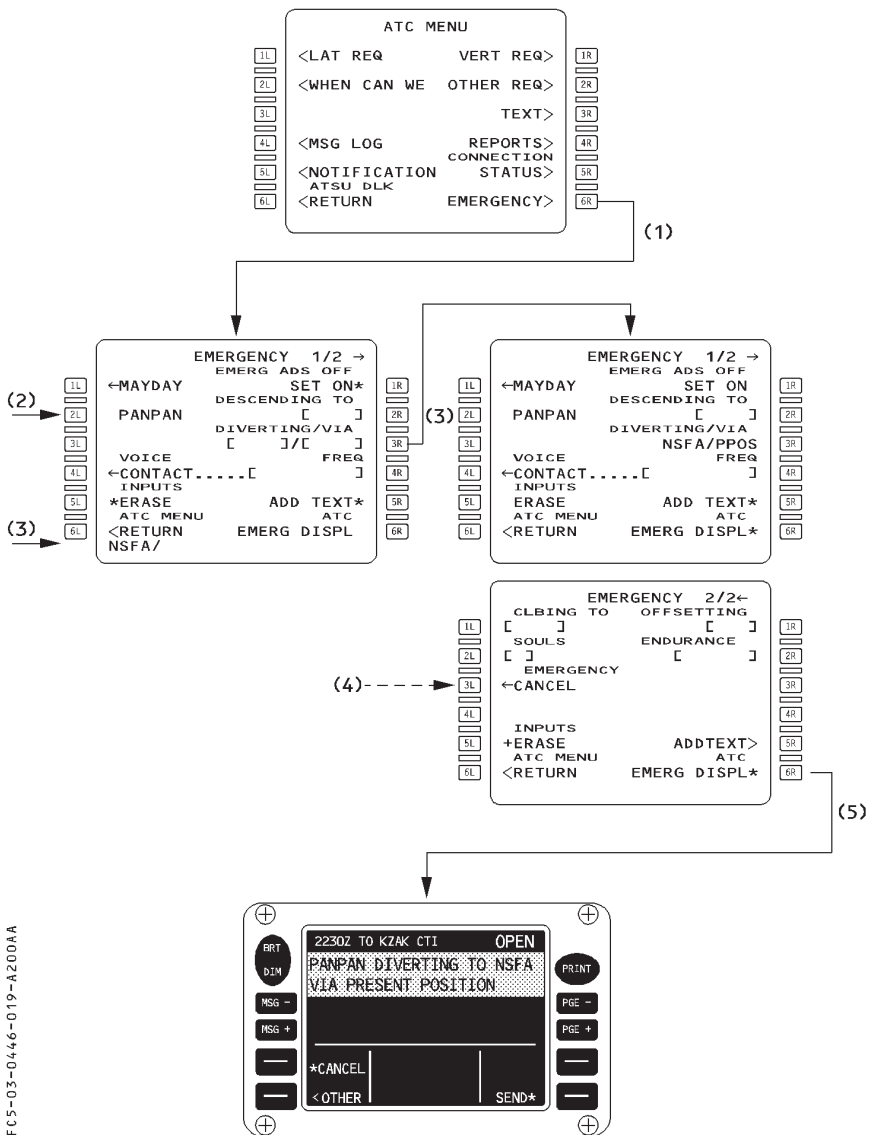 ATC MENU
1L <LAT REQ VERT REQ> 1R
2L <WHEN CAN WE OTHER REQ> 2R
3L TEXT> 3R
4L <MSG LOG REPORTS> 4R
CONNECTION
5L <NOTIFICATION STATUS> 5R
ATSU DLK
6L <RETURN EMERGENCY> 6R
(1)
EMERGENCY 1/2 →
EMERG ADS OFF
1L ←MAYDAY SET ON* 1R
DESCENDING TO
(2) 2L PANPAN [ ] 2R
DIVERTING/VIA
3L [ ]/[ ] 3R
VOICE FREQ
4L ←CONTACT.....[ ] 4R
INPUTS
5L *ERASE ADD TEXT* 5R
ATC MENU ATC
6L <RETURN EMERG DISPL 6R
(3) NSFA/
(3)
EMERGENCY 1/2 →
EMERG ADS OFF
1L ←MAYDAY SET ON 1R
DESCENDING TO
2L PANPAN [ ] 2R
DIVERTING/VIA
3L NSFA/PPOS 3R
VOICE FREQ
4L ←CONTACT.....[ ] 4R
INPUTS
5L ERASE ADD TEXT* 5R
ATC MENU ATC
6L <RETURN EMERG DISPL* 6R
EMERGENCY 2/2←
CLBING TO OFFSETTING
1L [ ] [ ] 1R
SOULS ENDURANCE
2L [ ] [ ] 2R
EMERGENCY
(4) 3L ←CANCEL 3R
4L 4R
INPUTS
5L +ERASE ADDTEXT> 5R
ATC MENU ATC
6L <RETURN EMERG DISPL* 6R
(5)
BRT
DIM
MSG -
MSG +
2230Z TO KZAK CTI OPEN
PANPAN DIVERTING TO NSFA
VIA PRESENT POSITION
*CANCEL
<OTHER SEND*
PRINT
PGE -
PGE +
FC5-03-0446-019-A200AA